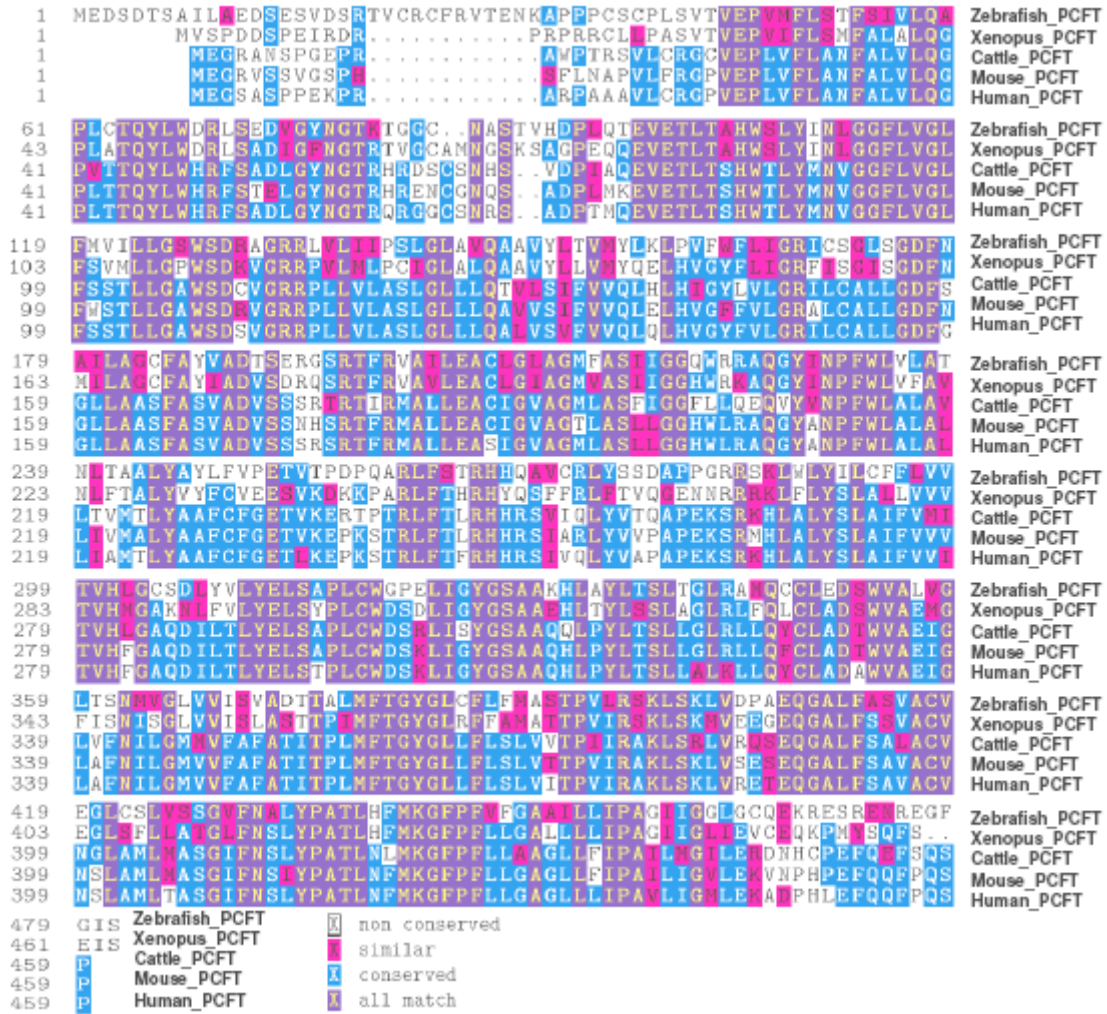 1 MEDSDTSAILAEDSESVDSRTVCRCFRVTENKAPPPCSCPLSVTVEPVMFLSTFSIVLQA Zebrafish_PCFT
1 MVSPDDSPEIRDR............PRPRRCLLPASVTVEPVIFLSMFALALQG Xenopus_PCFT
1 MEGRANSPGEPR............AWPTRSVLCRGCVEPLVFLANFALVLQG Cattle_PCFT
1 MEGRVSSVGSPH............SFLNAPVLFRGPVEPLVFLANFALVLQG Mouse_PCFT
1 MEGSASPPEKPR............ARPAAAVLCRGPVEPLVFLANFALVLQG Human_PCFT
61 PLCTQYLWDRLSEDVGYNGTKTGGC..NASTVHDPLQTEVETLTAHWSLYINLGGFLVGL Zebrafish_PCFT
43 PLATQYLWDRLSADIGFNGTRTVGCAMNGSKSAGPEQQEVETLTAHWSLYINLGGFLVGL Xenopus_PCFT
41 PVTTQYLWHRFSADLGYNGTRHRDSCSNHS..VDPIAQEVETLTSHWTLYMNVGGFLVGL Cattle_PCFT
41 PLTTQYLWHRFSTELGYNGTRHRENCGNQS..ADPLMKEVETLTSHWTLYMNVGGFLVGL Mouse_PCFT
41 PLTTQYLWHRFSADLGYNGTRQRGGCSNRS..ADPTMQEVETLTSHWTLYMNVGGFLVGL Human_PCFT
119 FMVILLGSWSDRAGRRLVLIIPSLGLAVQAAVYLTVMYLKLPVFWFLIGRICSGLSGDFN Zebrafish_PCFT
103 FSVMLLGPWSDKVGRRPVLMLPCIGLALQAAVYLLVMYQELHVGYFLIGRFISGISGDFN Xenopus_PCFT
99 FSSTLLGAWSDCVGRRPLLVLASLGLLLQTVLSIFVVQLHLHIGYLVLGRILCALLGDFS Cattle_PCFT
99 FWSTLLGAWSDRVGRRPLLVLASLGLLLQAVVSIFVVQLELHVGFFVLGRALCALLGDFN Mouse_PCFT
99 FSSTLLGAWSDSVGRRPLLVLASLGLLLQALVSVFVVQLQLHVGYFVLGRILCALLGDFG Human_PCFT
179 AILAGCFAYVADTSERGSRTFRVAILEACLGLAGMFASIIGGQWRRAQGYINPFWLVLAT Zebrafish_PCFT
163 MILAGCFAYIADVSDRQSRTFRVAVLEACLGIAGMVASIIGGHWRKAQGYINPFWLVFAV Xenopus_PCFT
159 GLLAASFASVADVSSSRTRTIRMALLEACIGVAGMLASFIGGFLLQEQVYVNPFWLALAV Cattle_PCFT
159 GLLAASFASVADVSSNHSRTFRMALLEACIGVAGTLASLLGGHWLRAQGYANPFWLALAL Mouse_PCFT
159 GLLAASFASVADVSSSRSRTFRMALLEASIGVAGMLASLLGGHWLRAQGYANPFWLALAL Human_PCFT
239 NLTAALYAYLFVPETVTPDPQARLFSTRHHQAVCRLYSSDAPPGRRSKLWLYILCFFLVV Zebrafish_PCFT
223 NLFTALYVYFCVEESVKDKKPARLFTHRHYQSFFRLFTVQGENNRRRKLFLYSLALLVVV Xenopus_PCFT
219 LTVMTLYAAFCFGETVKERTPTRLFTLRHHRSVIQLYVTQAPEKSRKHLALYSLAIFVMI Cattle_PCFT
219 LIVMALYAAFCFGETVKEPKSTRLFTLRHHRSIARLYVVPAPEKSRMHLALYSLAIFVVV Mouse_PCFT
219 LIAMTLYAAFCFGETLKEPKSTRLFTFRHHRSIVQLYVAPAPEKSRKHLALYSLAIFVVI Human_PCFT
299 TVHLGCSDLYVLYELSAPLCWGPELIGYGSAAKHLAYLTSLTGLRAMQCCLEDSWVALVG Zebrafish_PCFT
283 TVHMGAKNLFVLYELSYPLCWDSDLIGYGSAAEHLTYLSSLAGLRLFQLCLADSWVAEMG Xenopus_PCFT
279 TVHLGAQDILTLYELSAPLCWDSRLISYGSAAQQLPYLTSLLGLRLLQYCLADTWVAEIG Cattle_PCFT
279 TVHFGAQDILTLYELSAPLCWDSKLIGYGSAAQHLPYLTSLLGLRLLQFCLADTWVAEIG Mouse_PCFT
279 TVHFGAQDILTLYELSTPLCWDSKLIGYGSAAQHLPYLTSLLALKLLQYCLADAWVAEIG Human_PCFT
359 LTSNMVGLVVISVADTTALMFTGYGLCFLFMASTPVLRSKLSKLVDPAEQGALFASVACV Zebrafish_PCFT
343 FISNISGLVVISLASTTPIMFTGYGLRFFAMATTPVIRSKLSKMVEEGEQGALFSSVACV Xenopus_PCFT
339 LVFNILGMMVFAFATITPLMFTGYGLLFLSLVVTPIIRAKLSRLVRQSEQGALFSALACV Cattle_PCFT
339 LAFNILGMVVFAFATITPLMFTGYGLLFLSLVTTPVIRAKLSKLVSESEQGALFSAVACV Mouse_PCFT
339 LAFNILGMVVFAFATITPLMFTGYGLLFLSLVITPVIRAKLSKLVRETEQGALFSAVACV Human_PCFT
419 EGLCSLVSSGVFNALYPATLHFMKGFPFVFGAAILLIPAGIIGGLGCQEKRESRENREGF Zebrafish_PCFT
403 EGLSFLLATGLFNSLYPATLHFMKGFPFLLGALLLLIPAGIIGLIEVCEQKPMYSQFS.. Xenopus_PCFT
399 NGLAMLMASGIFNSLYPATLNLMKGFPFLLAAGLLFIPAILMGILERDNHCPEFQEFSQS Cattle_PCFT
399 NSLAMLMASGIFNSIYPATLNFMKGFPFLLGAGLLFIPAILIGVLEKVNPHPEFQQFPQS Mouse_PCFT
399 NSLAMLTASGIFNSLYPATLNFMKGFPFLLGAGLLLIPAVLIGMLEKADPHLEFQQFPQS Human_PCFT
479 GIS Zebrafish_PCFT
461 EIS Xenopus_PCFT
459 P Cattle_PCFT
459 P Mouse_PCFT
459 P Human_PCFT
X non conserved
X similar
X conserved
X all match